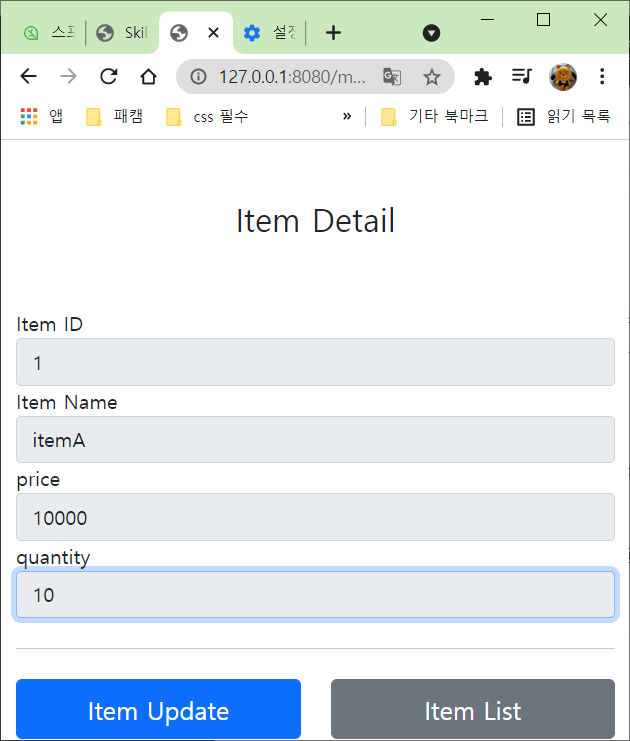 스프 Skil 설정
127.0.0.1:8080/m...
앱 패캠 css 필수 » 기타 북마크 읽기 목록
Item Detail
Item ID
1
Item Name
itemA
price
10000
quantity
10
Item Update Item List